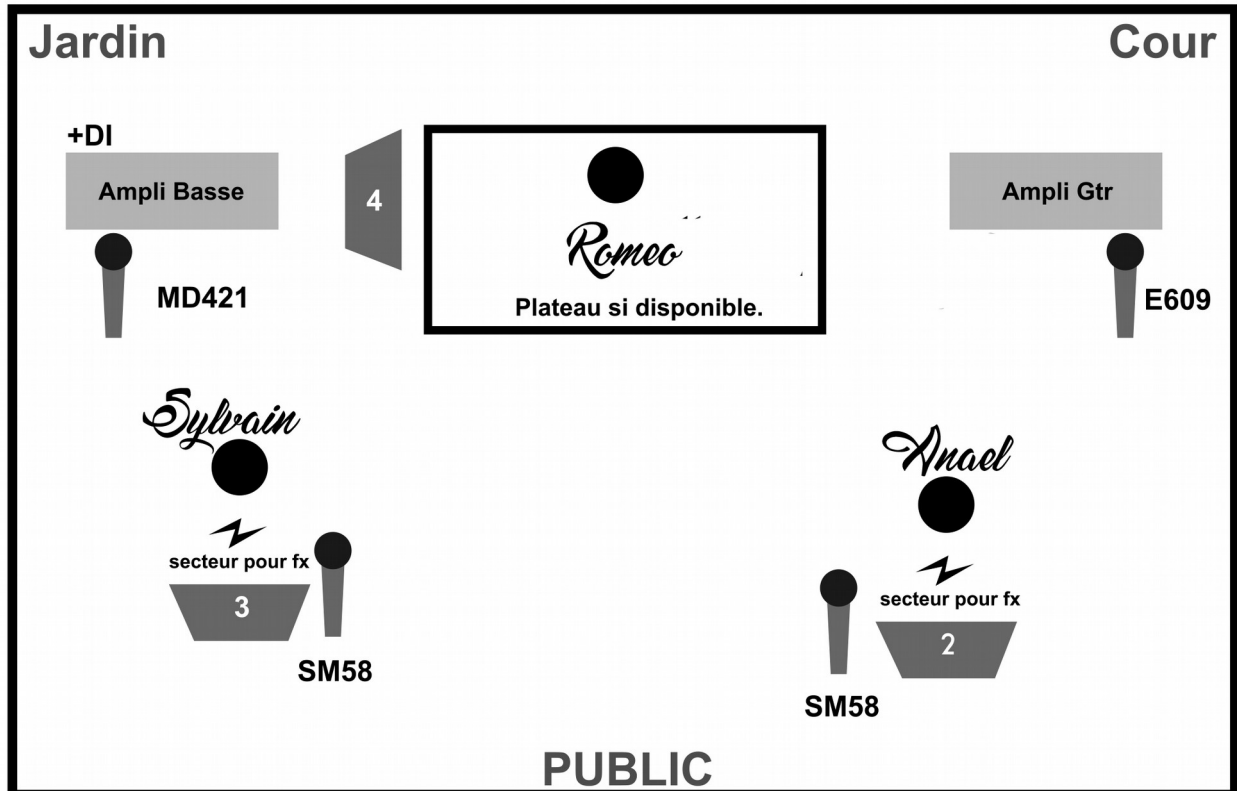 Jardin
Cour
+DI
Ampli Basse
4
Romeo
Plateau si disponible.
Ampli Gtr
MD421
E609
Sylvain
Anael
secteur pour fx
3
SM58
secteur pour fx
2
SM58
PUBLIC